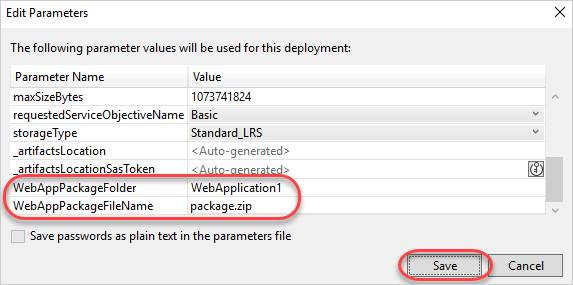 Edit Parameters
The following parameter values will be used for this deployment:
Parameter Name Value
maxSizeBytes 1073741824
requestedServiceObjectiveName Basic
storageType Standard_LRS
_artifactsLocation <Auto-generated>
_artifactsLocationSasToken <Auto-generated>
WebAppPackageFolder WebApplication1
WebAppPackageFileName package.zip
Save passwords as plain text in the parameters file
Save Cancel